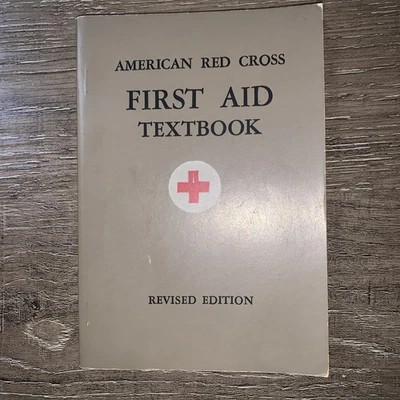 AMERICAN RED CROSS
FIRST AID
TEXTBOOK
REVISED EDITION